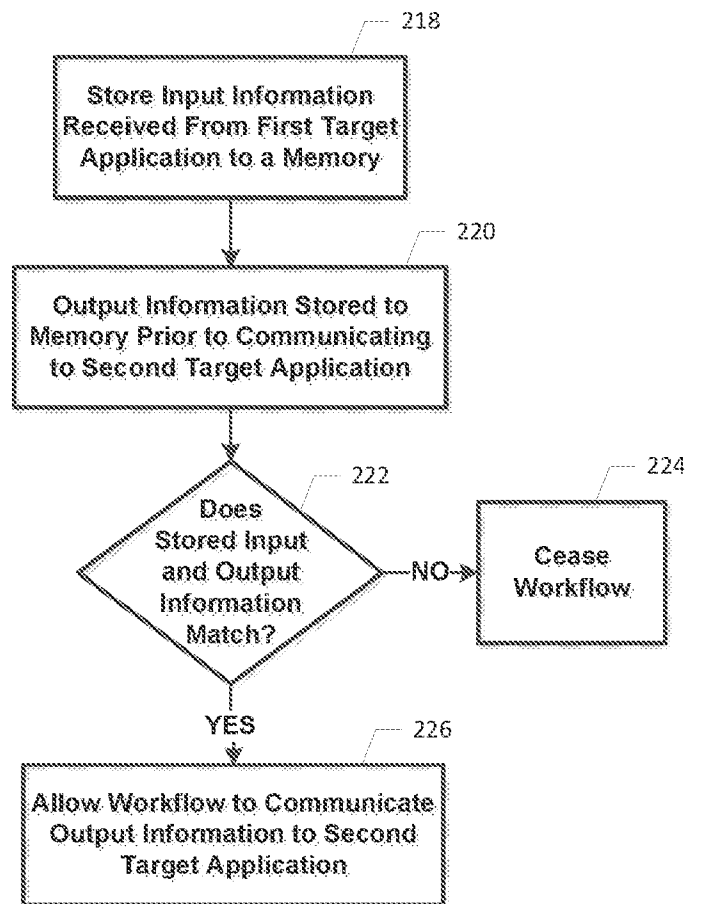 218
Store Input Information
Received From First Target
Application to a Memory
220
Output Information Stored to
Memory Prior to Communicating
to Second Target Application
222
Does
Stored Input
and Output
Information
Match?
NO
224
Cease
Workflow
YES
226
Allow Workflow to Communicate
Output Information to Second
Target Application